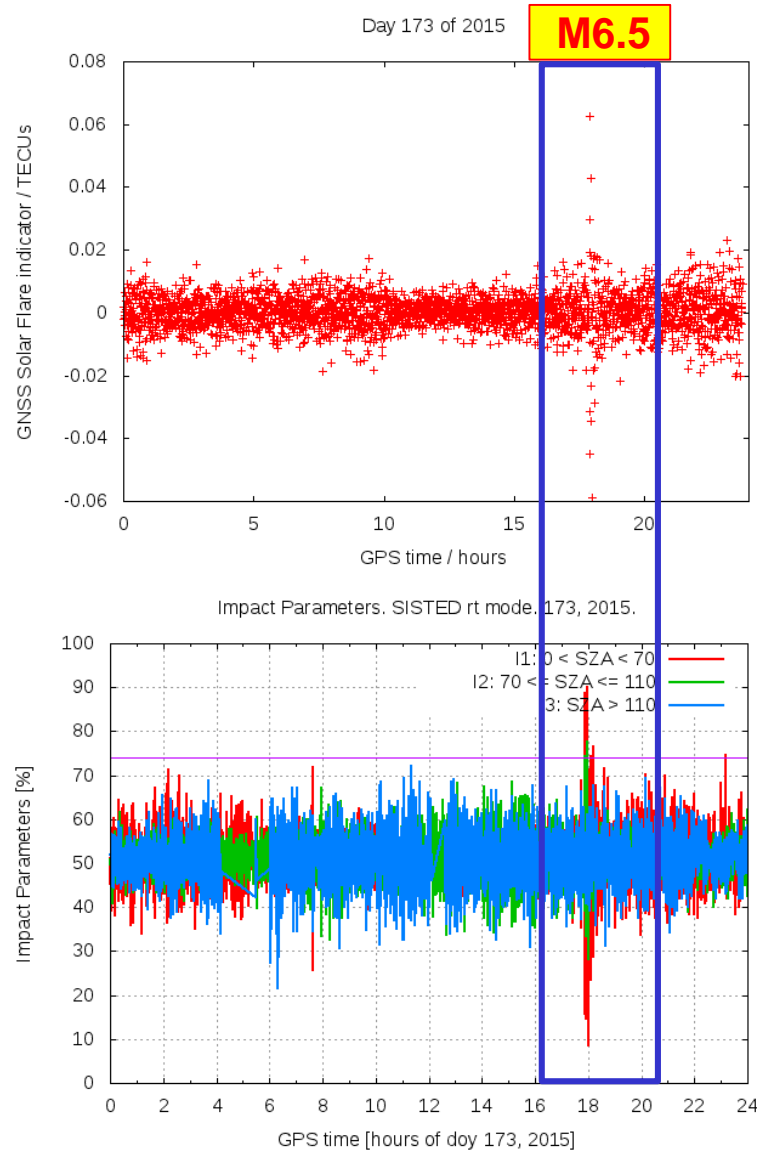 Day 173 of 2015
M6.5
GNSS Solar Flare indicator / TECUs
0.08
0.06
0.04
0.02
0
-0.02
-0.04
-0.06
0 5 10 15 20
GPS time / hours
Impact Parameters. SISTED rt mode. 173, 2015.
Impact Parameters [%]
100
90
80
70
60
50
40
30
20
10
0
I1: 0 < SZA < 70
I2: 70 <= SZA <= 110
3: SZA > 110
0 2 4 6 8 10 12 14 16 18 20 22 24
GPS time [hours of doy 173, 2015]